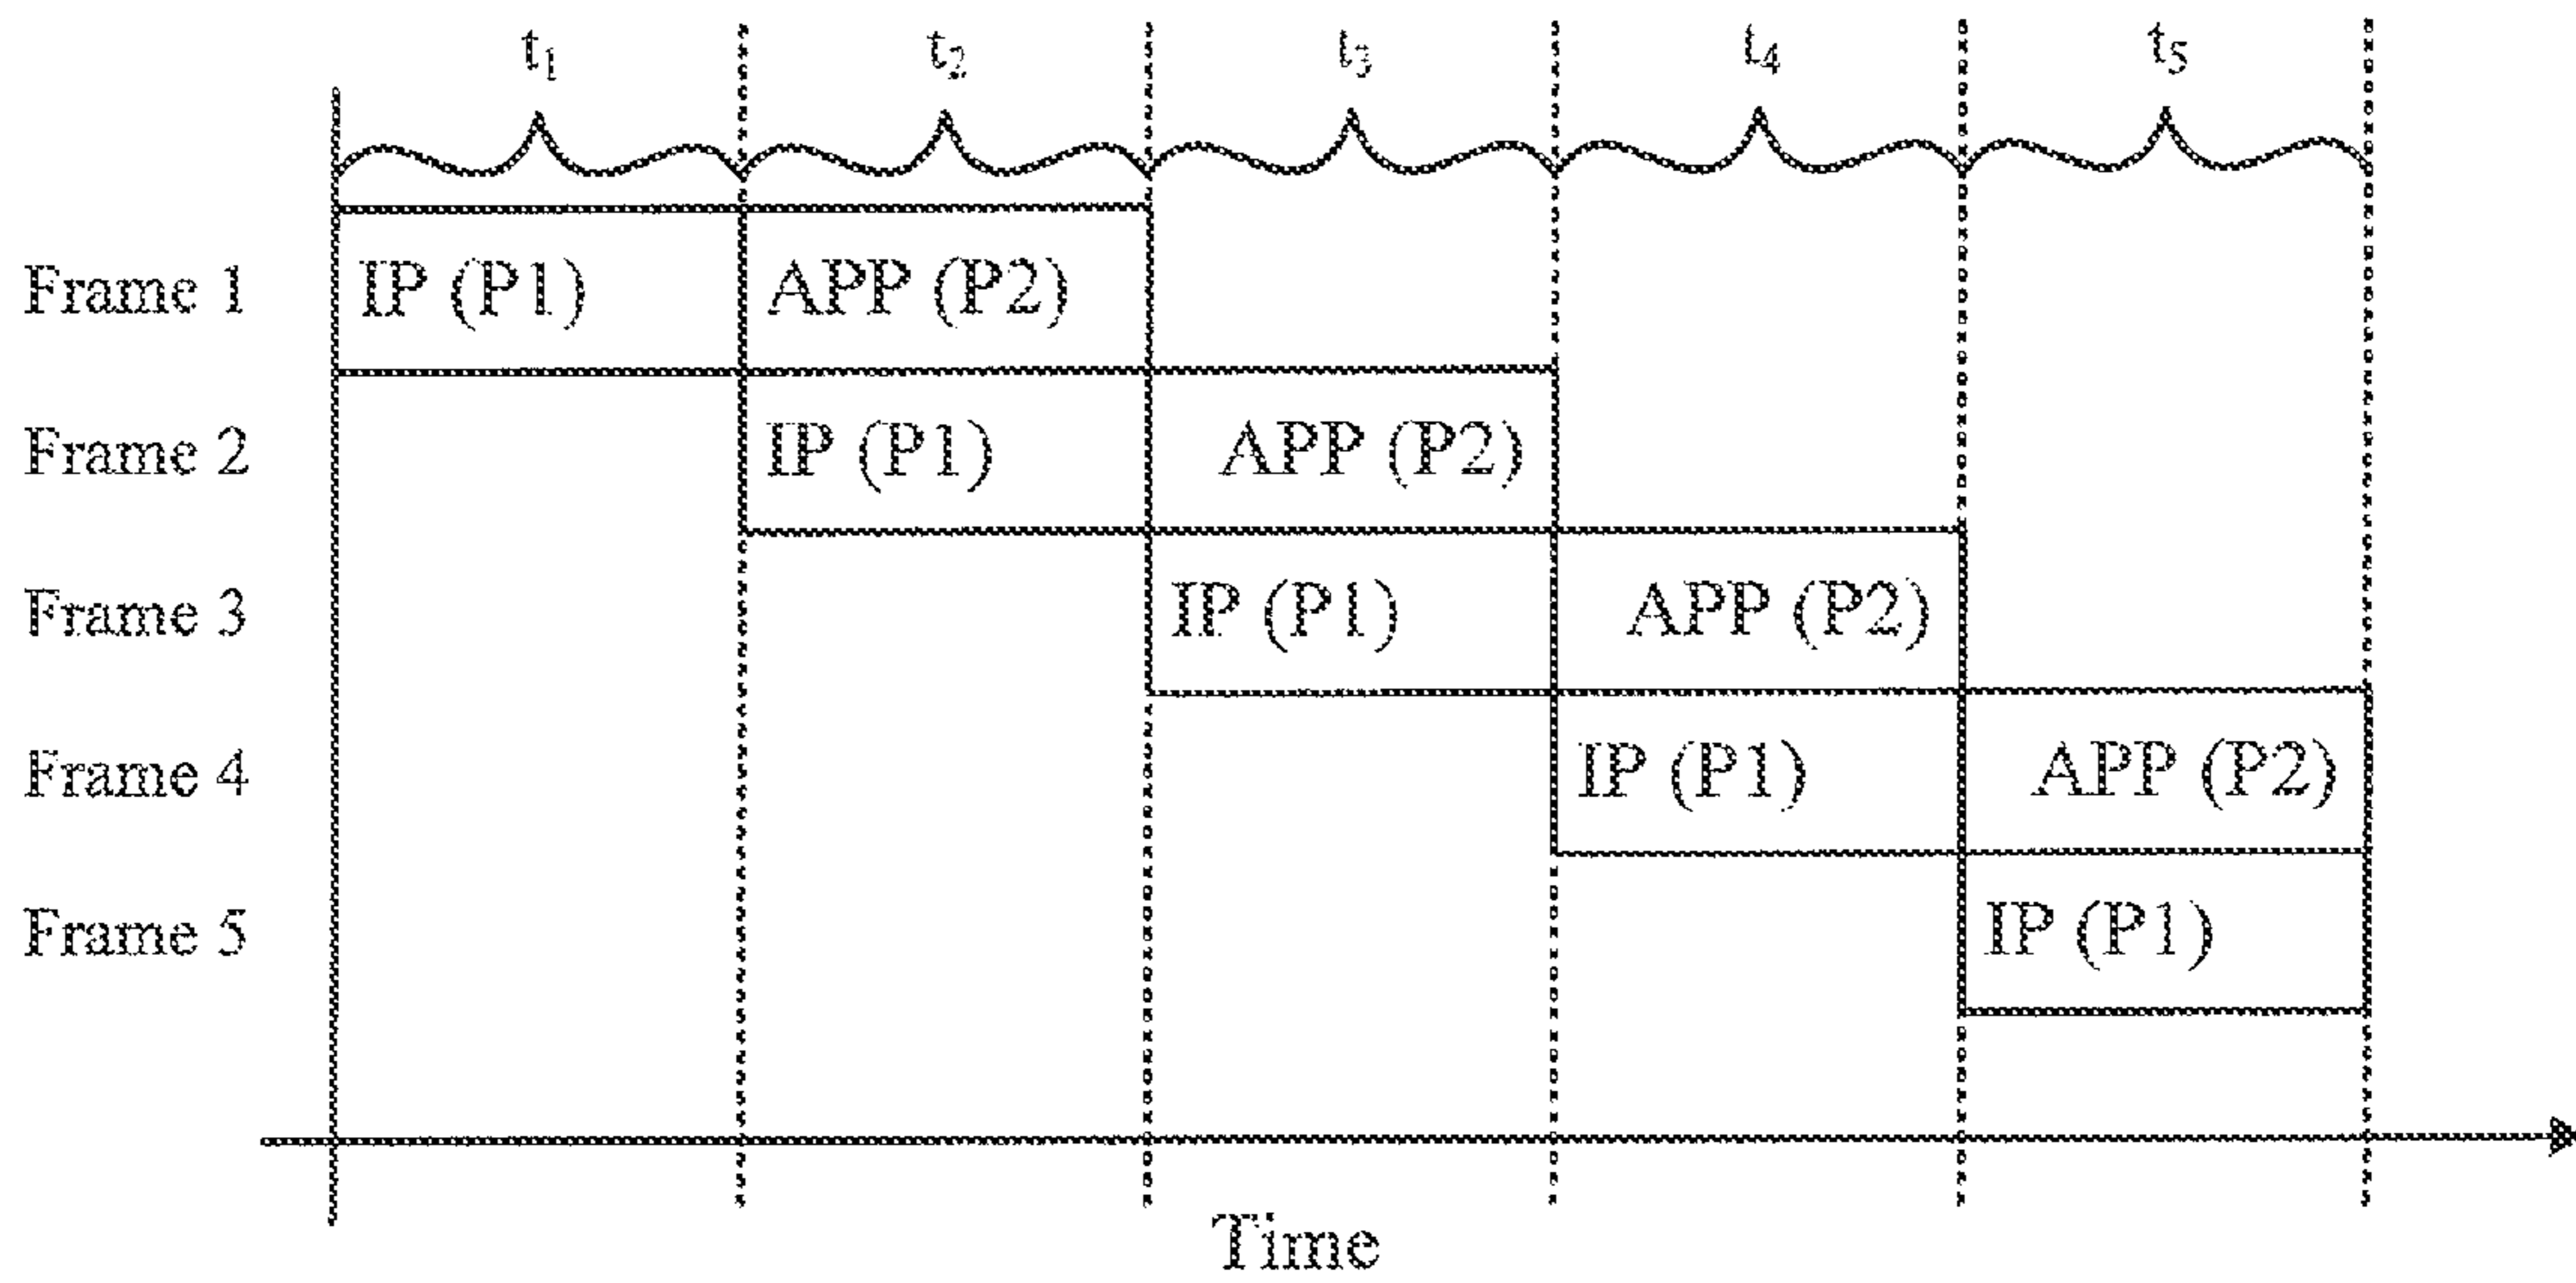 t₁ t₂ t₃ t₄ t₅
Frame 1 IP (P1) APP (P2)
Frame 2 IP (P1) APP (P2)
Frame 3 IP (P1) APP (P2)
Frame 4 IP (P1) APP (P2)
Frame 5 IP (P1)
Time